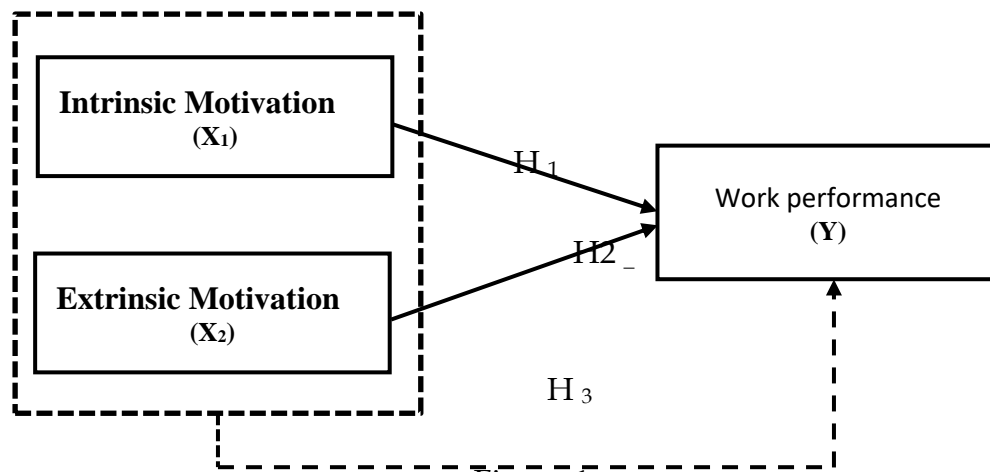 Intrinsic Motivation
(X₁)
H ₁
Work performance
(Y)
H2 _
Extrinsic Motivation
(X₂)
H ₃